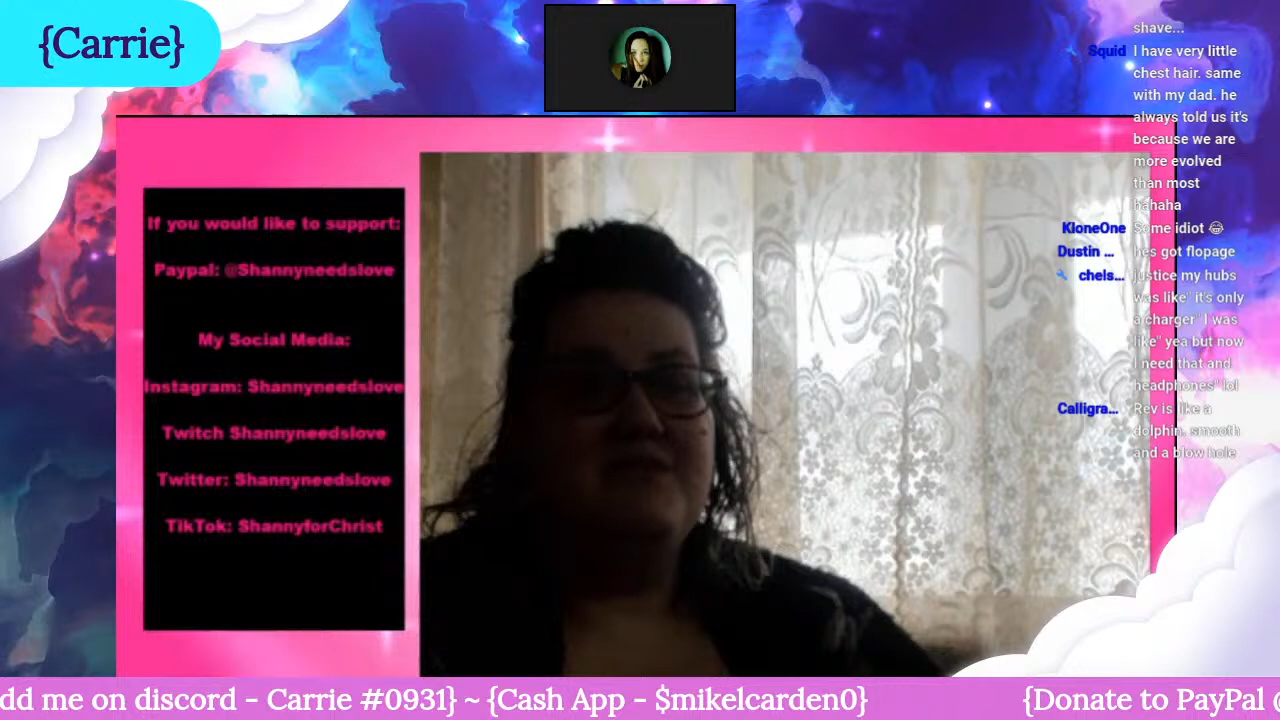 {Carrie}
If you would like to support:
Paypal: @Shannyneedslove
My Social Media:
Instagram: Shannyneedslove
Twitch Shannyneedslove
Twitter: Shannyneedslove
TikTok: ShannyforChrist
shave...
Squid I have very little
chest hair. same
with my dad. he
always told us it's
because we are
more evolved
than most
hahaha
KloneOne Some idiot 😂
Dustin ... hes got flopage
chels... justice my hubs
was like" it's only
a charger" I was
like" yea but now
I need that and
headphones" lol
Calligra... Rev is like a
dolphin. smooth
and a blow hole
dd me on discord - Carrie #0931} ~ {Cash App - $mikelcarden0} {Donate to PayPal